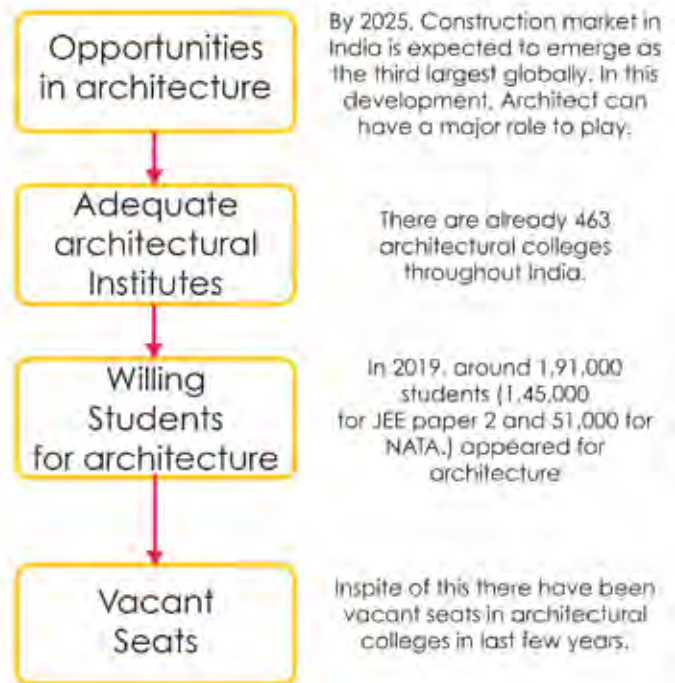 Opportunities
in architecture
By 2025, Construction market in
India is expected to emerge as
the third largest globally. In this
development, Architect can
have a major role to play.
Adequate
architectural
Institutes
There are already 463
architectural colleges
throughout India.
Willing
Students
for architecture
In 2019, around 1,91,000
students (1,45,000
for JEE paper 2 and 51,000 for
NATA.) appeared for
architecture
Vacant
Seats
Inspite of this there have been
vacant seats in architectural
colleges in last few years.